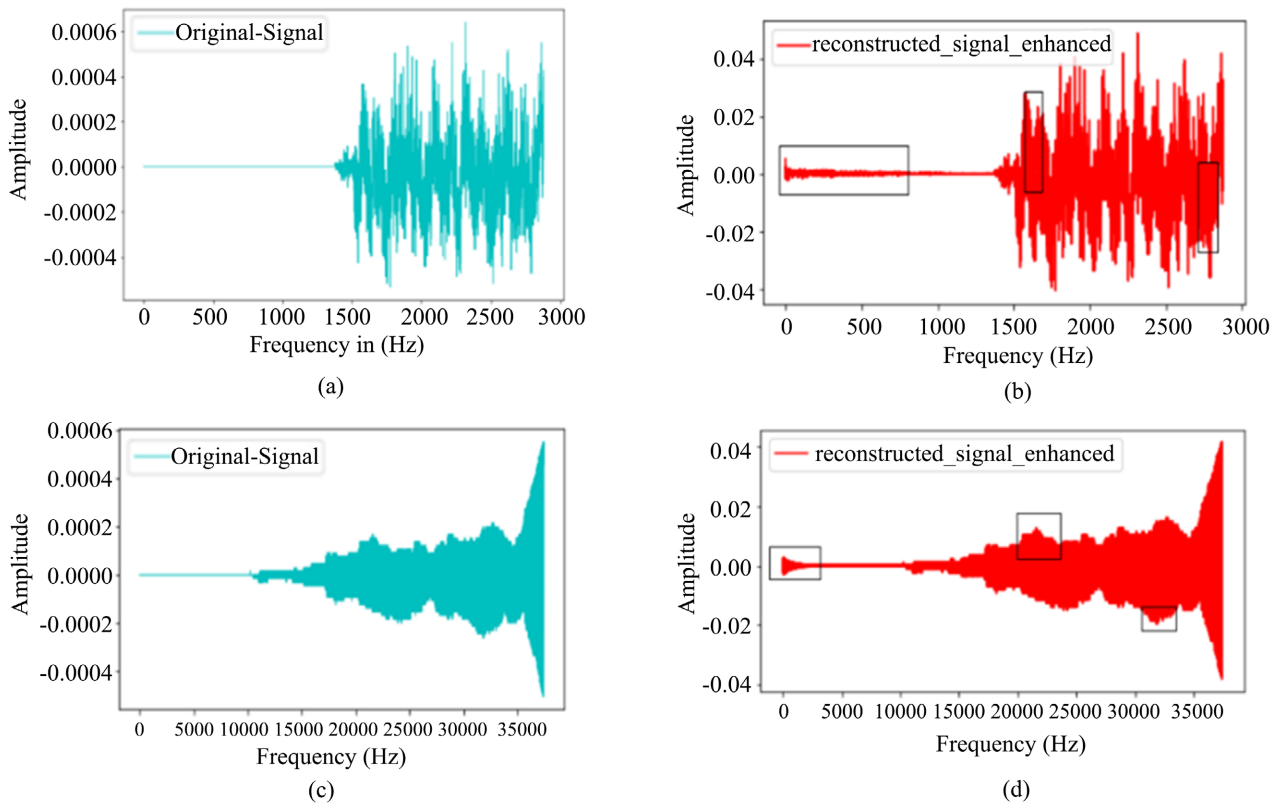 Original-Signal
0.0006
0.0004
0.0002
0.0000
-0.0002
-0.0004
Amplitude
0 500 1000 1500 2000 2500 3000
Frequency in (Hz)
(a)
reconstructed_signal_enhanced
0.04
0.02
0.00
-0.02
-0.04
Amplitude
0 500 1000 1500 2000 2500 3000
Frequency (Hz)
(b)
Original-Signal
0.0006
0.0004
0.0002
0.0000
-0.0002
-0.0004
Amplitude
0 5000 10000 15000 20000 25000 30000 35000
Frequency (Hz)
(c)
reconstructed_signal_enhanced
0.04
0.02
0.00
-0.02
-0.04
Amplitude
0 5000 10000 15000 20000 25000 30000 35000
Frequency (Hz)
(d)